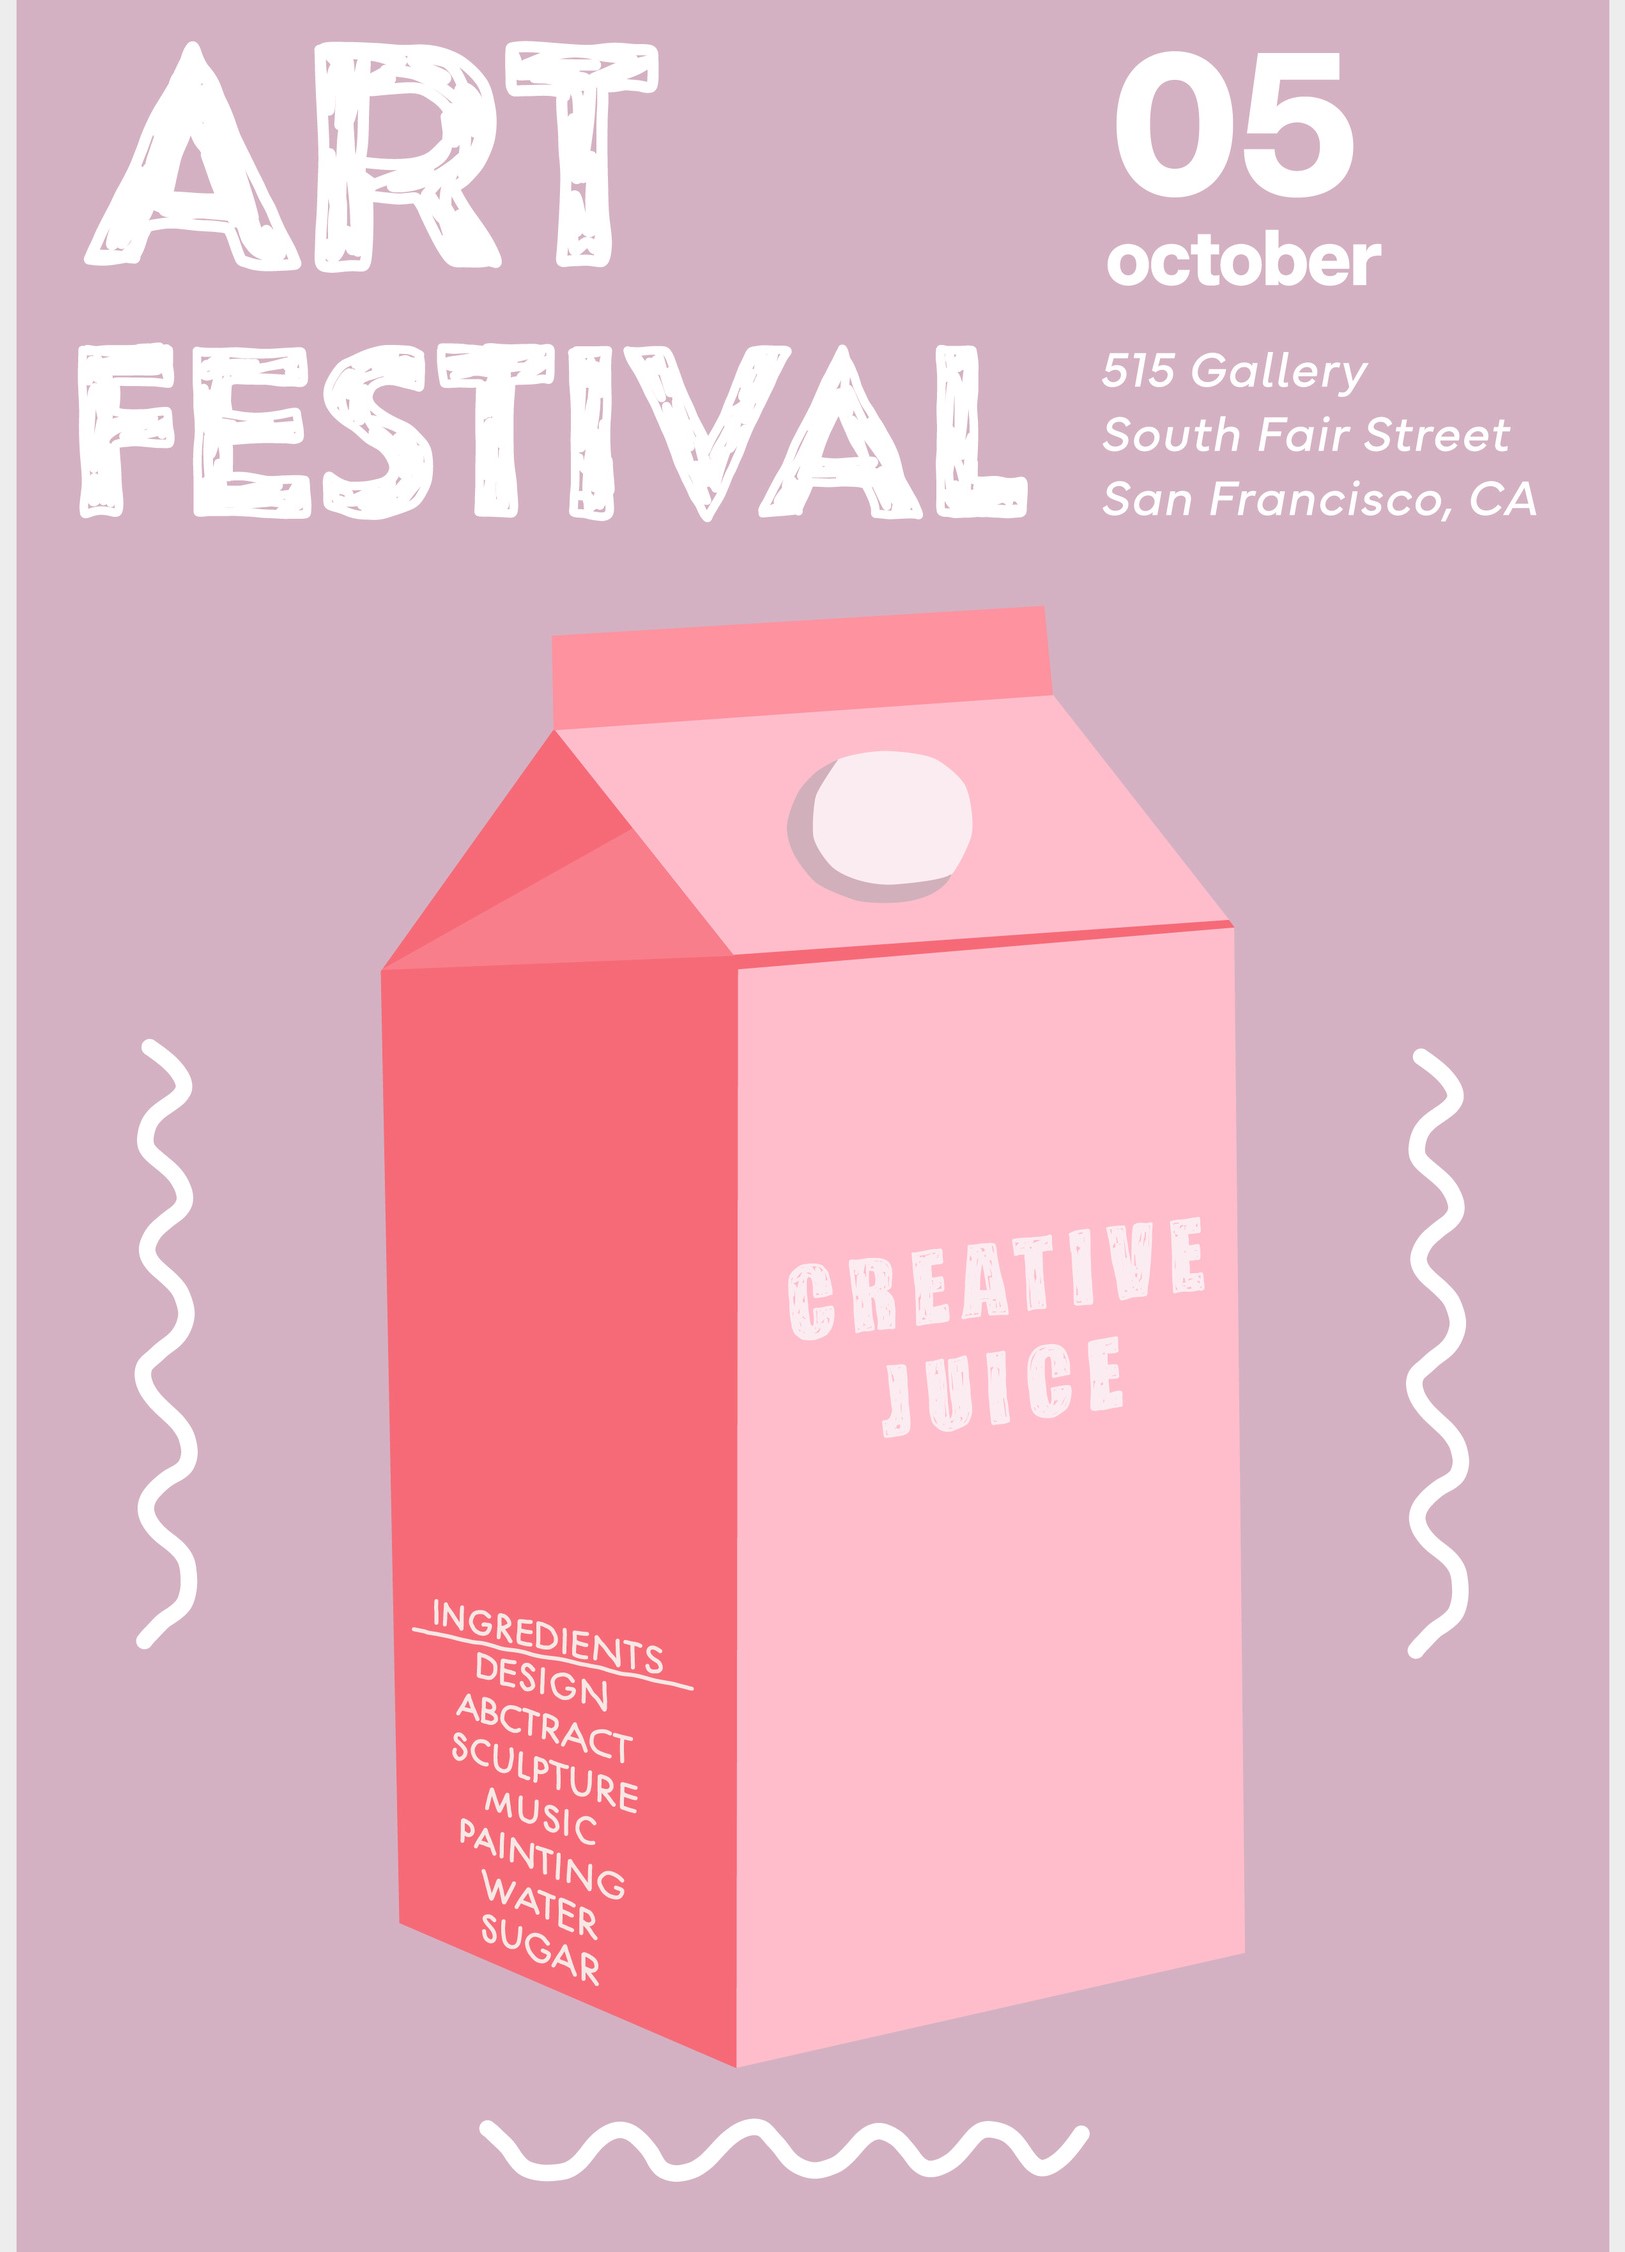 ART
FESTIVAL
05
october
515 Gallery
South Fair Street
San Francisco, CA
CREATIVE
JUICE
INGREDIENTS
DESIGN
ABCTRACT
SCULPTURE
MUSIC
PAINTING
WATER
SUGAR